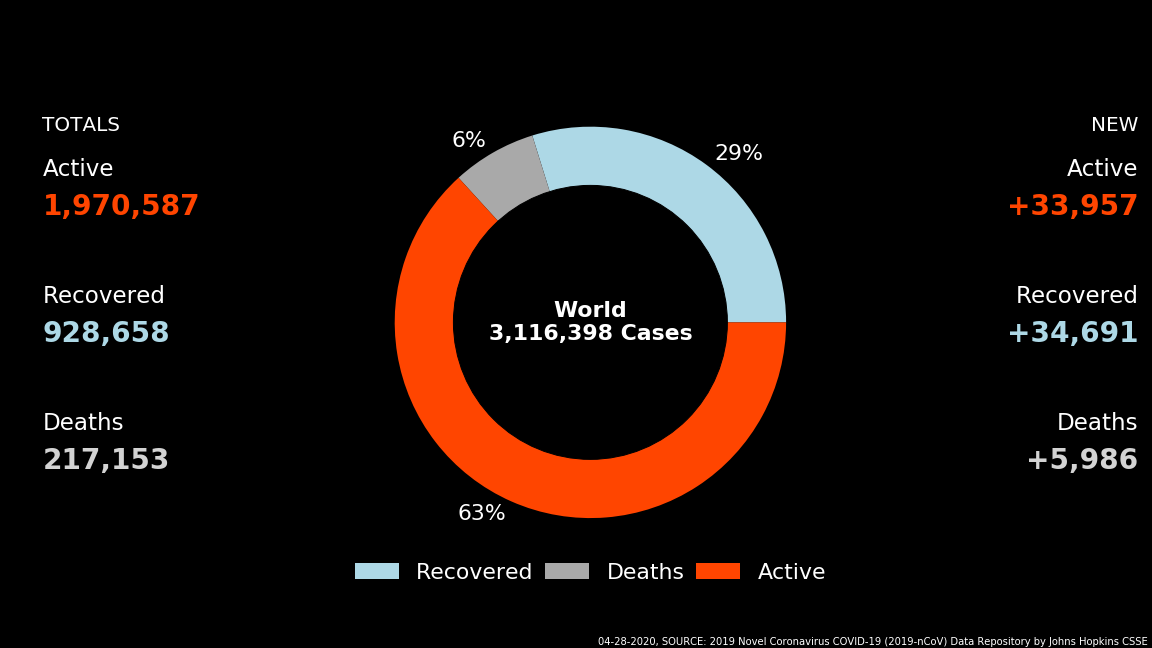 TOTALS
Active
1,970,587
Recovered
928,658
Deaths
217,153
6%
29%
World
3,116,398 Cases
63%
Recovered Deaths Active
NEW
Active
+33,957
Recovered
+34,691
Deaths
+5,986
04-28-2020, SOURCE: 2019 Novel Coronavirus COVID-19 (2019-nCoV) Data Repository by Johns Hopkins CSSE